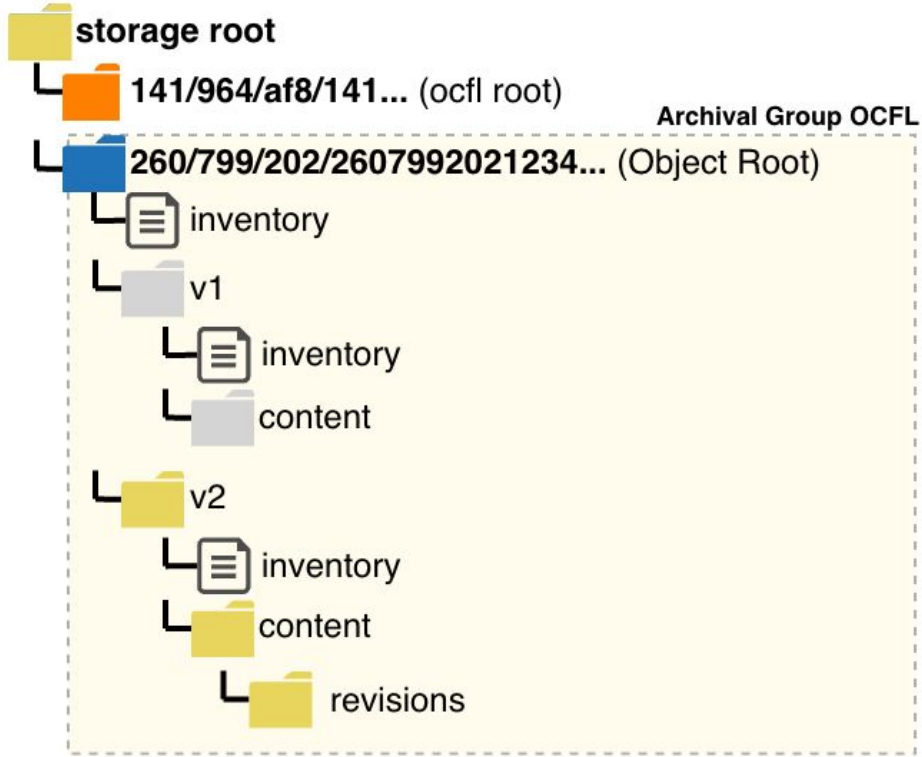 storage root
141/964/af8/141... (ocfl root)
Archival Group OCFL
260/799/202/2607992021234... (Object Root)
inventory
v1
inventory
content
v2
inventory
content
revisions